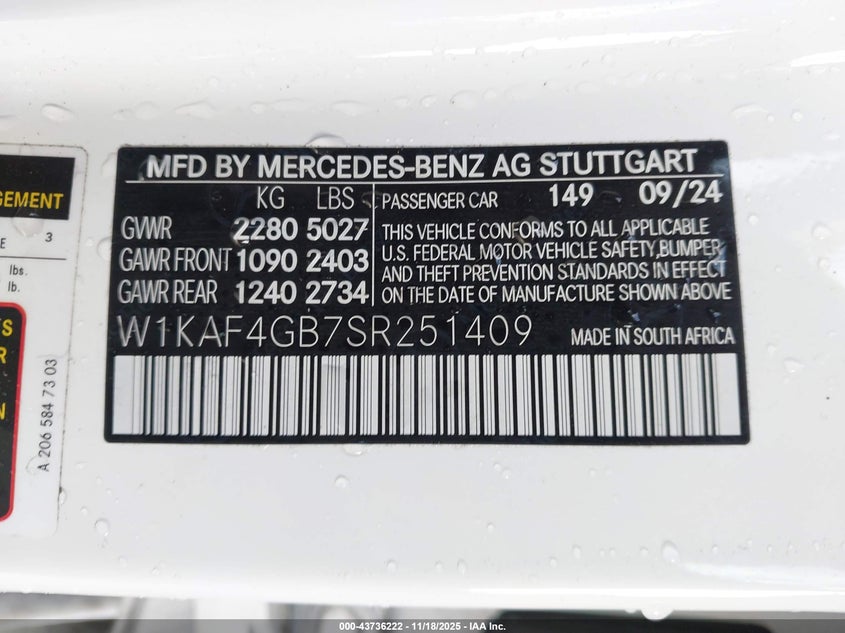 GEMENT
E 3
lbs.
lb.
S
R
N
A 206 584 73 03
MFD BY MERCEDES-BENZ AG STUTTGART
KG LBS PASSENGER CAR 149 09/24
GVWR 2280 5027
GAWR FRONT 1090 2403
GAWR REAR 1240 2734
THIS VEHICLE CONFORMS TO ALL APPLICABLE
U.S. FEDERAL MOTOR VEHICLE SAFETY,BUMPER
AND THEFT PREVENTION STANDARDS IN EFFECT
ON THE DATE OF MANUFACTURE SHOWN ABOVE
W1KAF4GB7SR251409 MADE IN SOUTH AFRICA
000-43736222 - 11/18/2025 - IAA Inc.